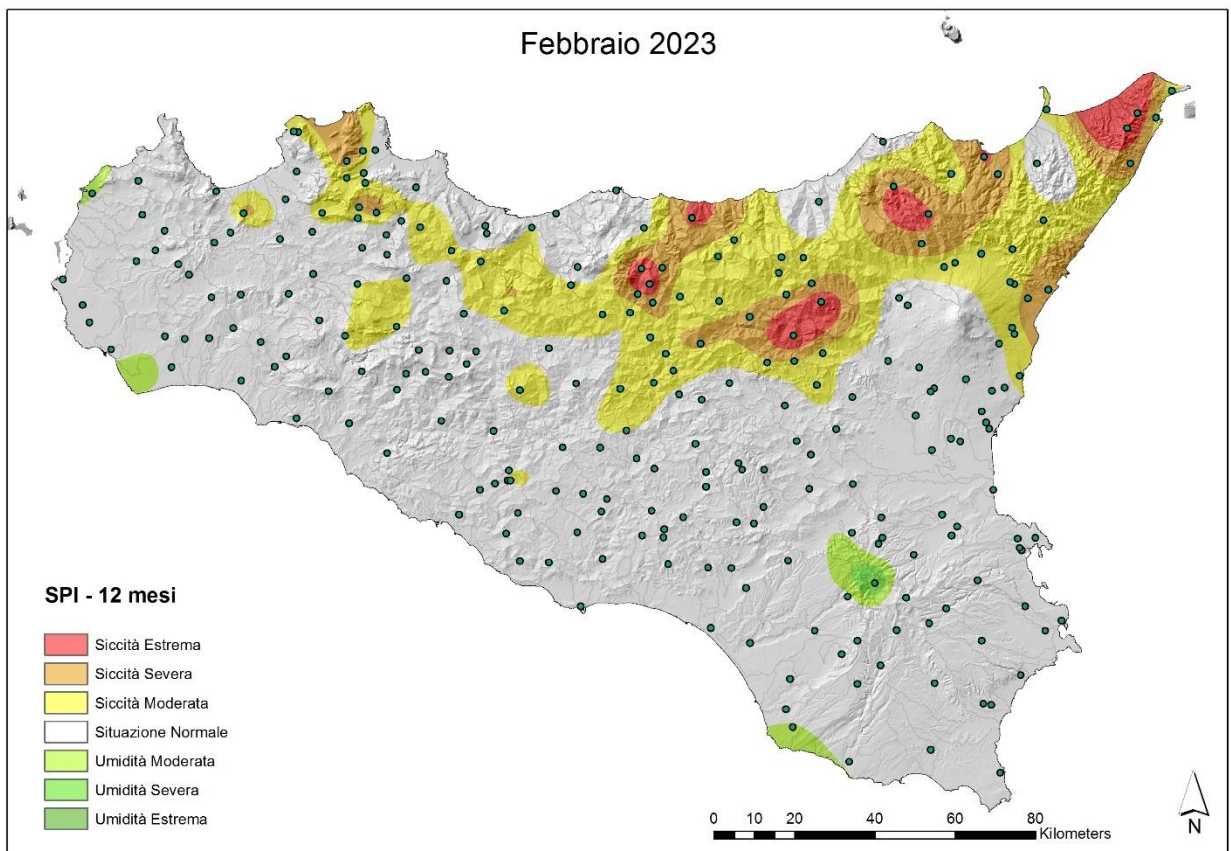 Febbraio 2023
SPI - 12 mesi
Siccità Estrema
Siccità Severa
Siccità Moderata
Situazione Normale
Umidità Moderata
Umidità Severa
Umidità Estrema
0 10 20 40 60 80
Kilometers
N